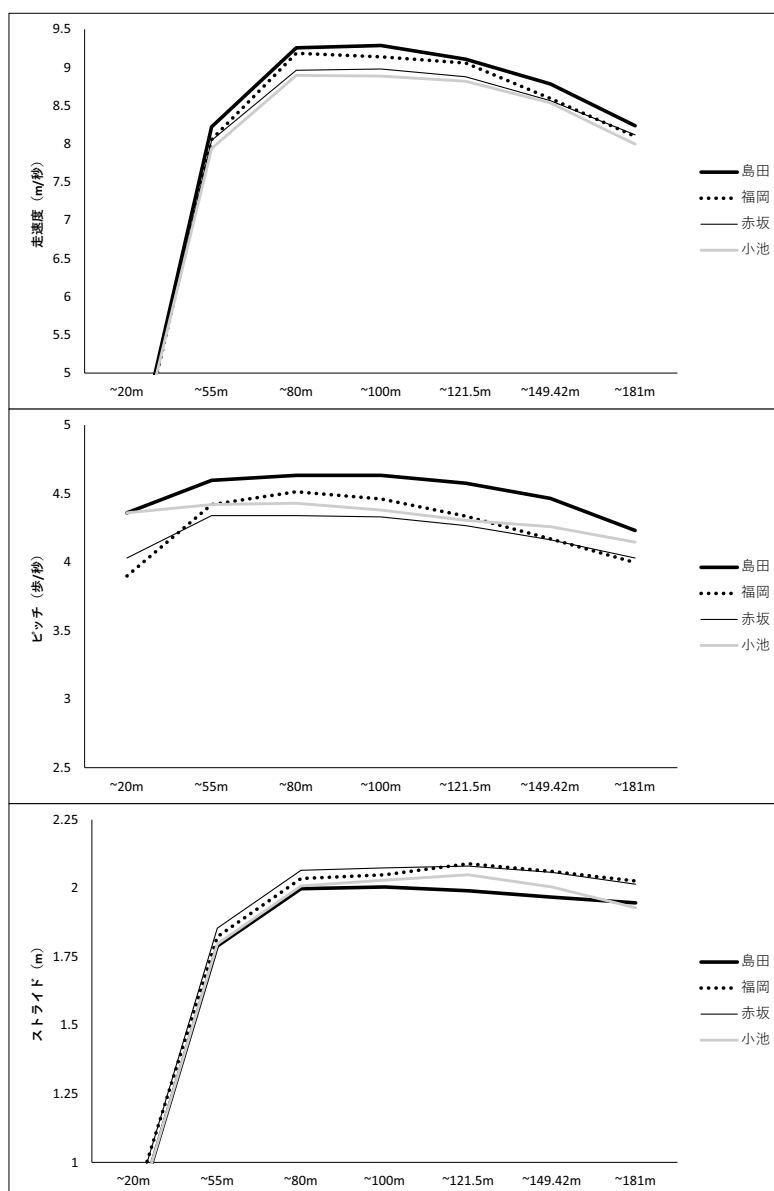 9.5
9
8.5
8
7.5
7
6.5
6
5.5
5
走速度（m/秒）
~20m ~55m ~80m ~100m ~121.5m ~149.42m ~181m
島田
福岡
赤坂
小池
5
4.5
4
3.5
3
2.5
ピッチ（歩/秒）
~20m ~55m ~80m ~100m ~121.5m ~149.42m ~181m
島田
福岡
赤坂
小池
2.25
2
1.75
1.5
1.25
1
ストライド（m）
~20m ~55m ~80m ~100m ~121.5m ~149.42m ~181m
島田
福岡
赤坂
小池